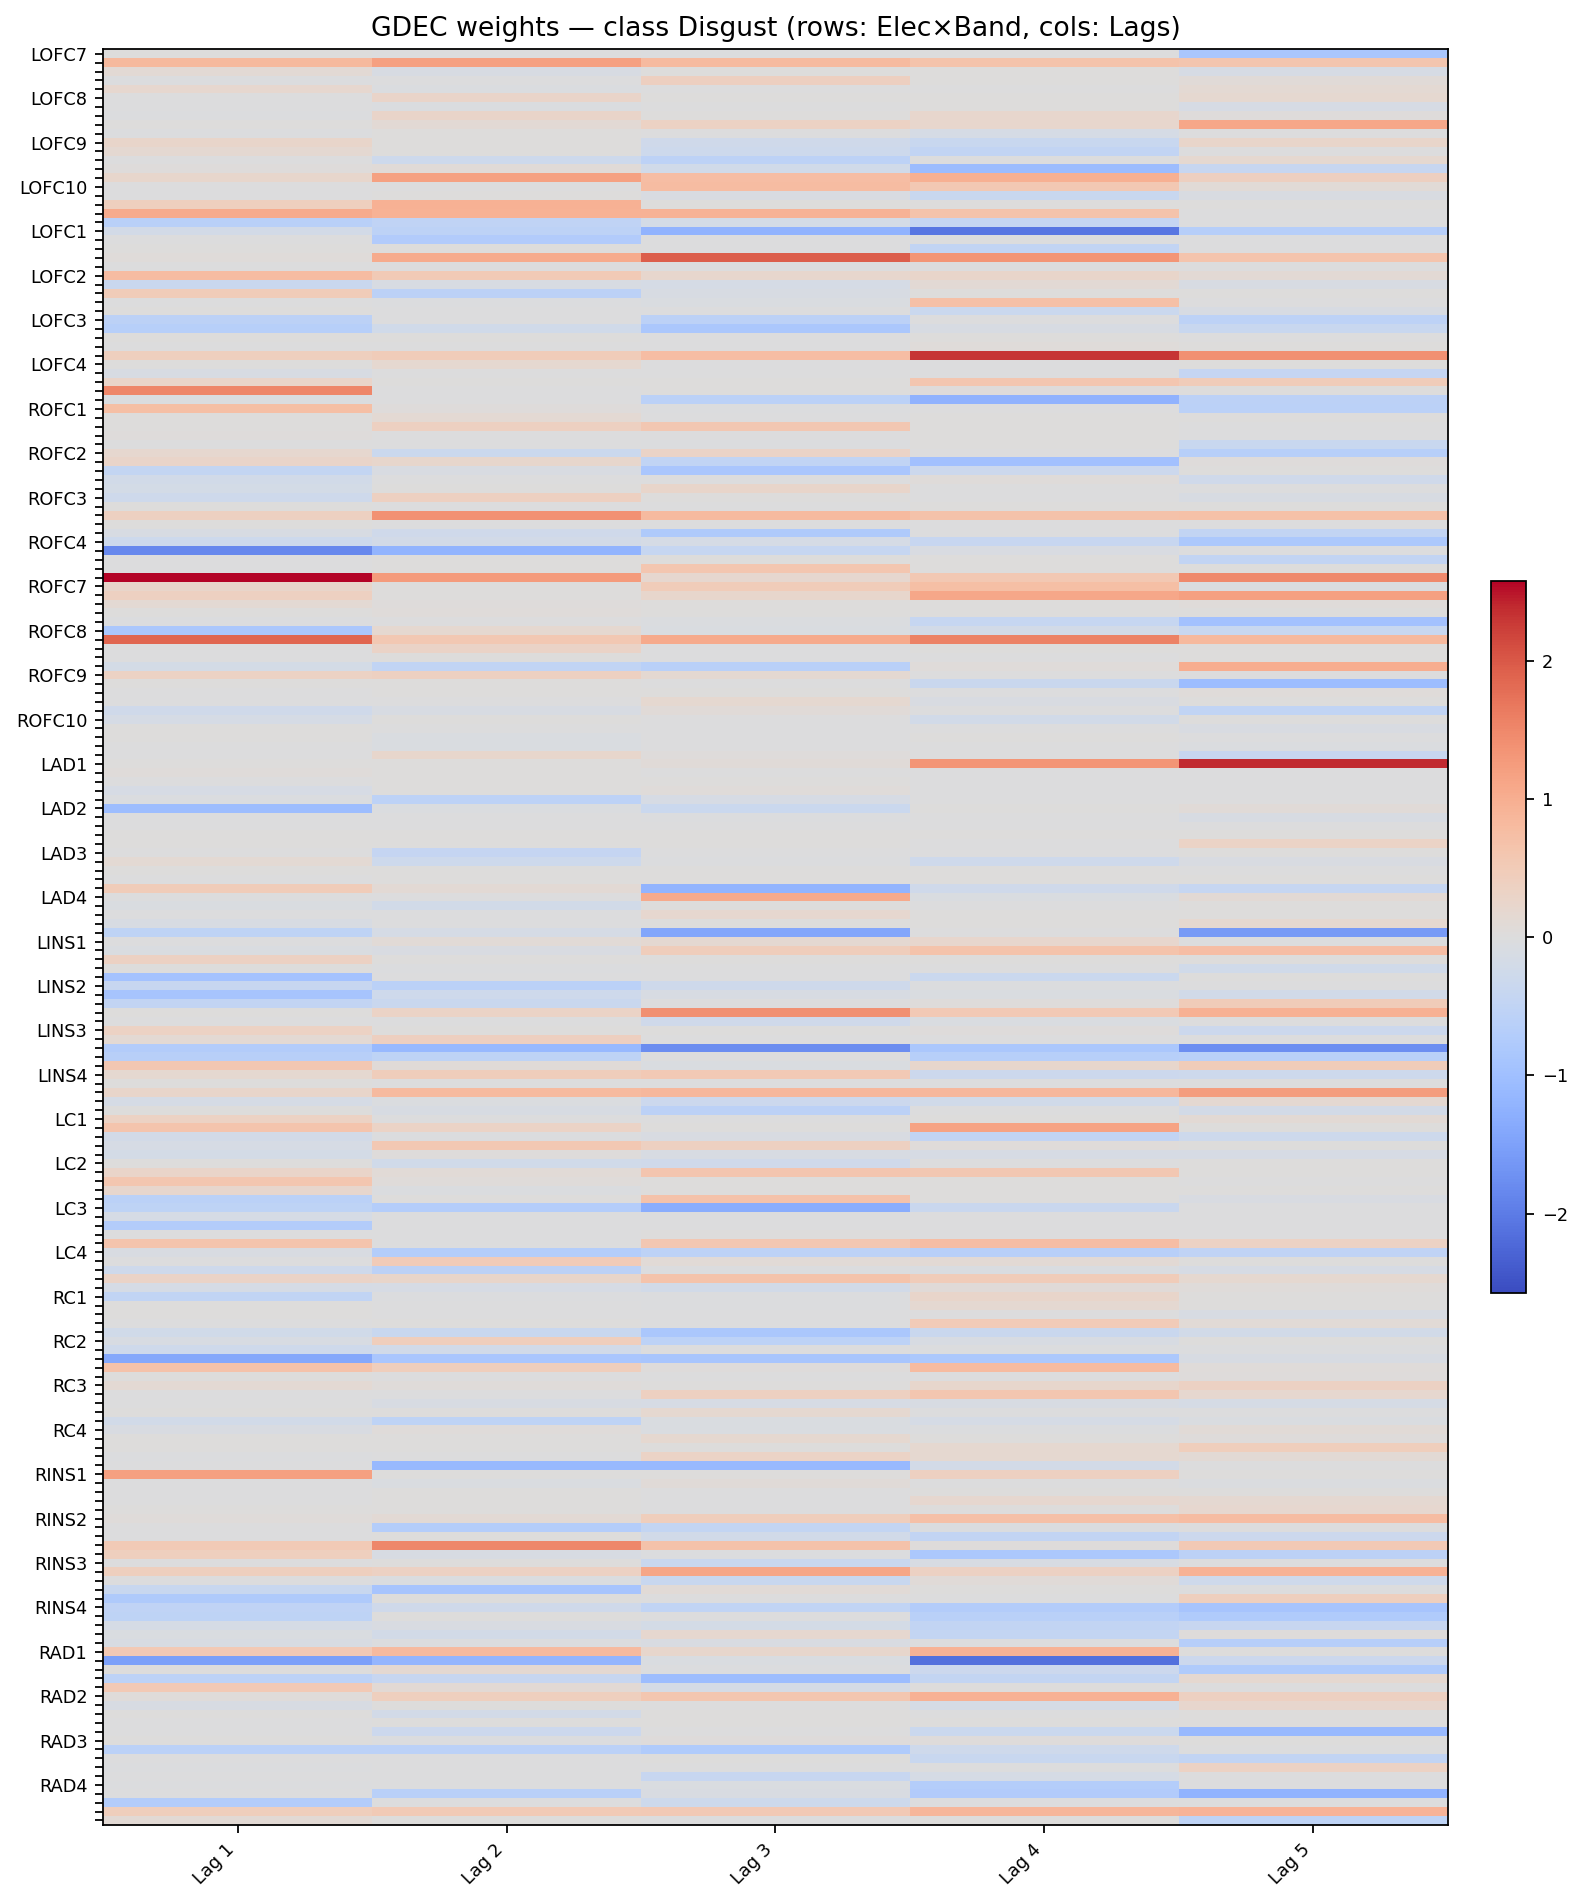 GDEC weights — class Disgust (rows: Elec×Band, cols: Lags)
LOFC7
LOFC8
LOFC9
LOFC10
LOFC1
LOFC2
LOFC3
LOFC4
ROFC1
ROFC2
ROFC3
ROFC4
ROFC7
ROFC8
ROFC9
ROFC10
LAD1
LAD2
LAD3
LAD4
LINS1
LINS2
LINS3
LINS4
LC1
LC2
LC3
LC4
RC1
RC2
RC3
RC4
RINS1
RINS2
RINS3
RINS4
RAD1
RAD2
RAD3
RAD4
Lag 1
Lag 2
Lag 3
Lag 4
Lag 5
2
1
0
−1
−2